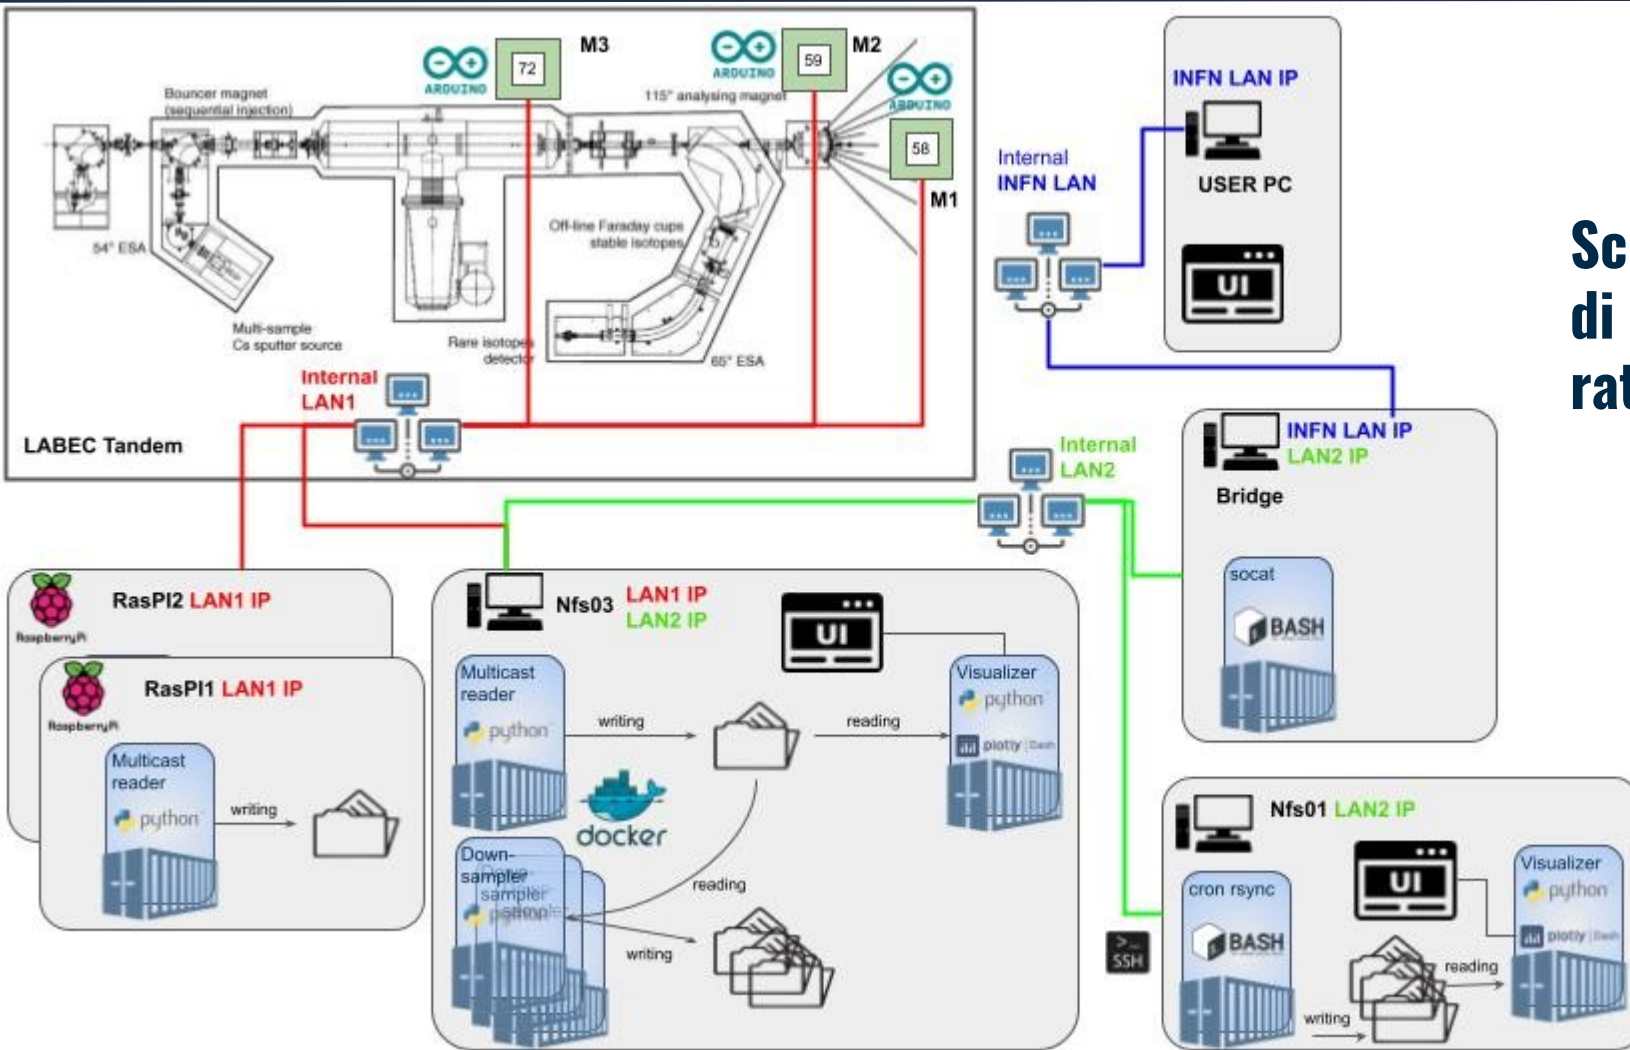 M3
72
ARDUINO
M2
59
ARDUINO
ARDUINO
58
M1
Bouncer magnet
(sequential injection)
115° analysing magnet
54° ESA
Off-line Faraday cups
stable isotopes
Multi-sample
Cs sputter source
Rare isotopes
detector
65° ESA
Internal
LAN1
LABEC Tandem
INFN LAN IP
USER PC
UI
Internal
INFN LAN
Sc
di
rat
INFN LAN IP
LAN2 IP
Bridge
socat
BASH
Internal
LAN2
RasPI2 LAN1 IP
RaspberryPi
RasPI1 LAN1 IP
RaspberryPi
Multicast
reader
python
writing
Nfs03
LAN1 IP
LAN2 IP
UI
Multicast
reader
python
writing
reading
Visualizer
python
plotly | Dash
docker
Down-
sampler
sampler
python
reading
writing
Nfs01 LAN2 IP
>_
SSH
cron rsync
BASH
UI
Visualizer
python
plotly | Dash
reading
writing